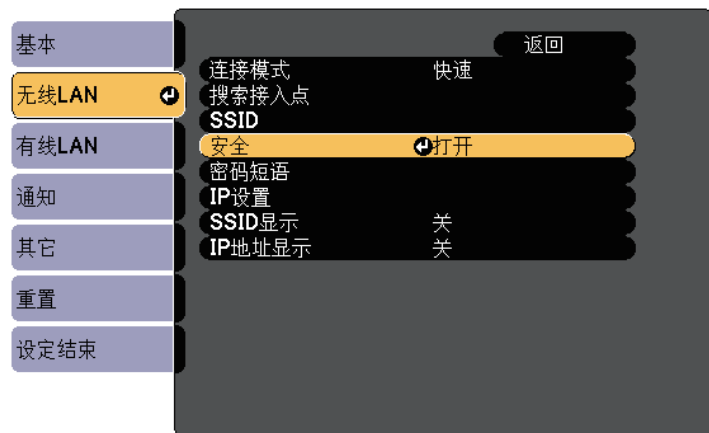 基本
无线LAN
有线LAN
通知
其它
重置
设定结束
返回
连接模式 快速
搜索接入点
SSID
安全 打开
密码短语
IP设置
SSID显示 关
IP地址显示 关